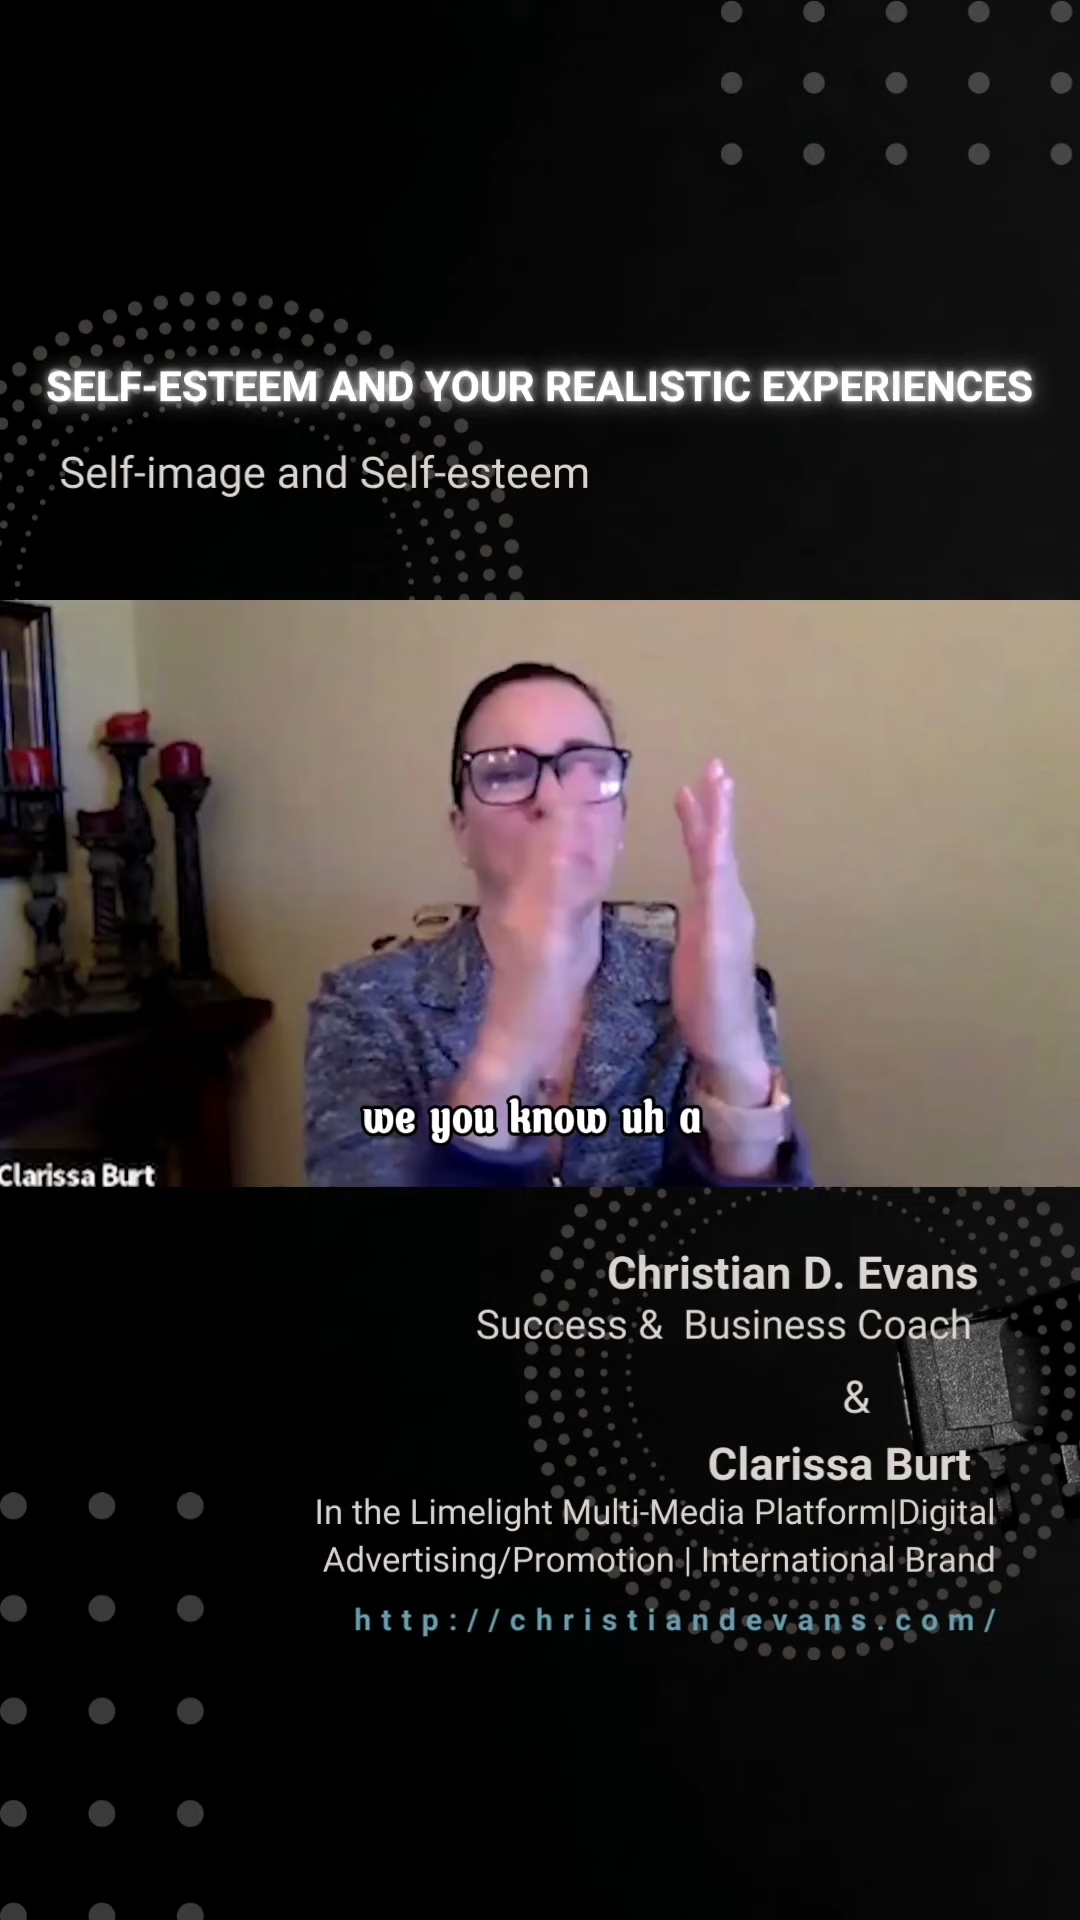 SELF-ESTEEM AND YOUR REALISTIC EXPERIENCES
Self-image and Self-esteem
we you know uh a
Clarissa Burt
Christian D. Evans
Success & Business Coach
&
Clarissa Burt
In the Limelight Multi-Media Platform|Digital
Advertising/Promotion | International Brand
http://christiandevans.com/